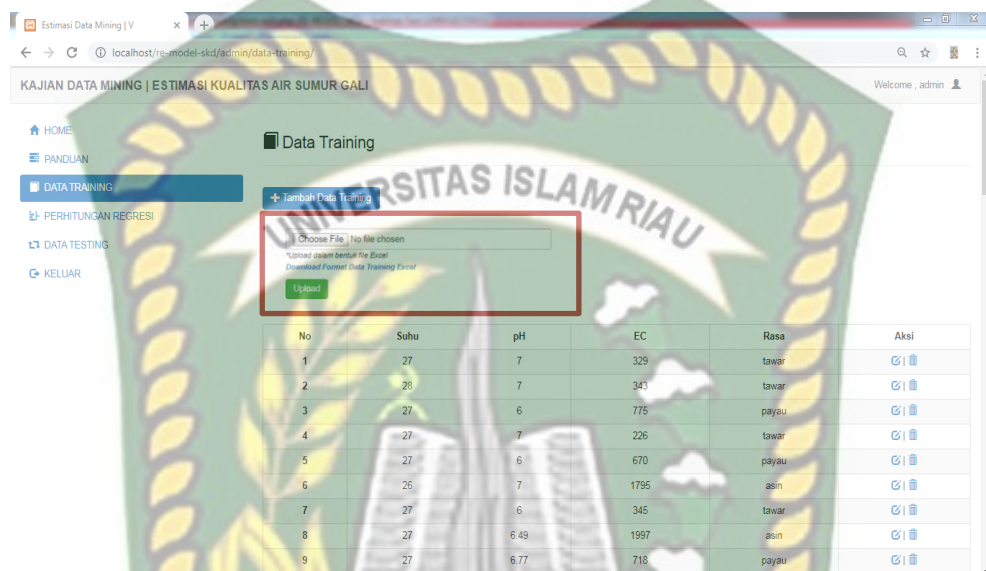 Estimasi Data Mining | V
localhost/re-model-skd/admin/data-training/
KAJIAN DATA MINING | ESTIMASI KUALITAS AIR SUMUR GALI
Welcome , admin
HOME
PANDUAN
DATA TRAINING
PERHITUNGAN REGRESI
DATA TESTING
KELUAR
Data Training
UNIVERSITAS ISLAM RIAU
Tambah Data Training
Choose File No file chosen
*Upload dalam bentuk file Excel
Download Format Data Training Excel
Upload
No Suhu pH EC Rasa Aksi
1 27 7 329 tawar |
2 28 7 343 tawar |
3 27 6 775 payau |
4 27 7 226 tawar |
5 27 6 670 payau |
6 26 7 1795 asin |
7 27 6 345 tawar |
8 27 6.49 1997 asin |
9 27 6.77 718 payau |